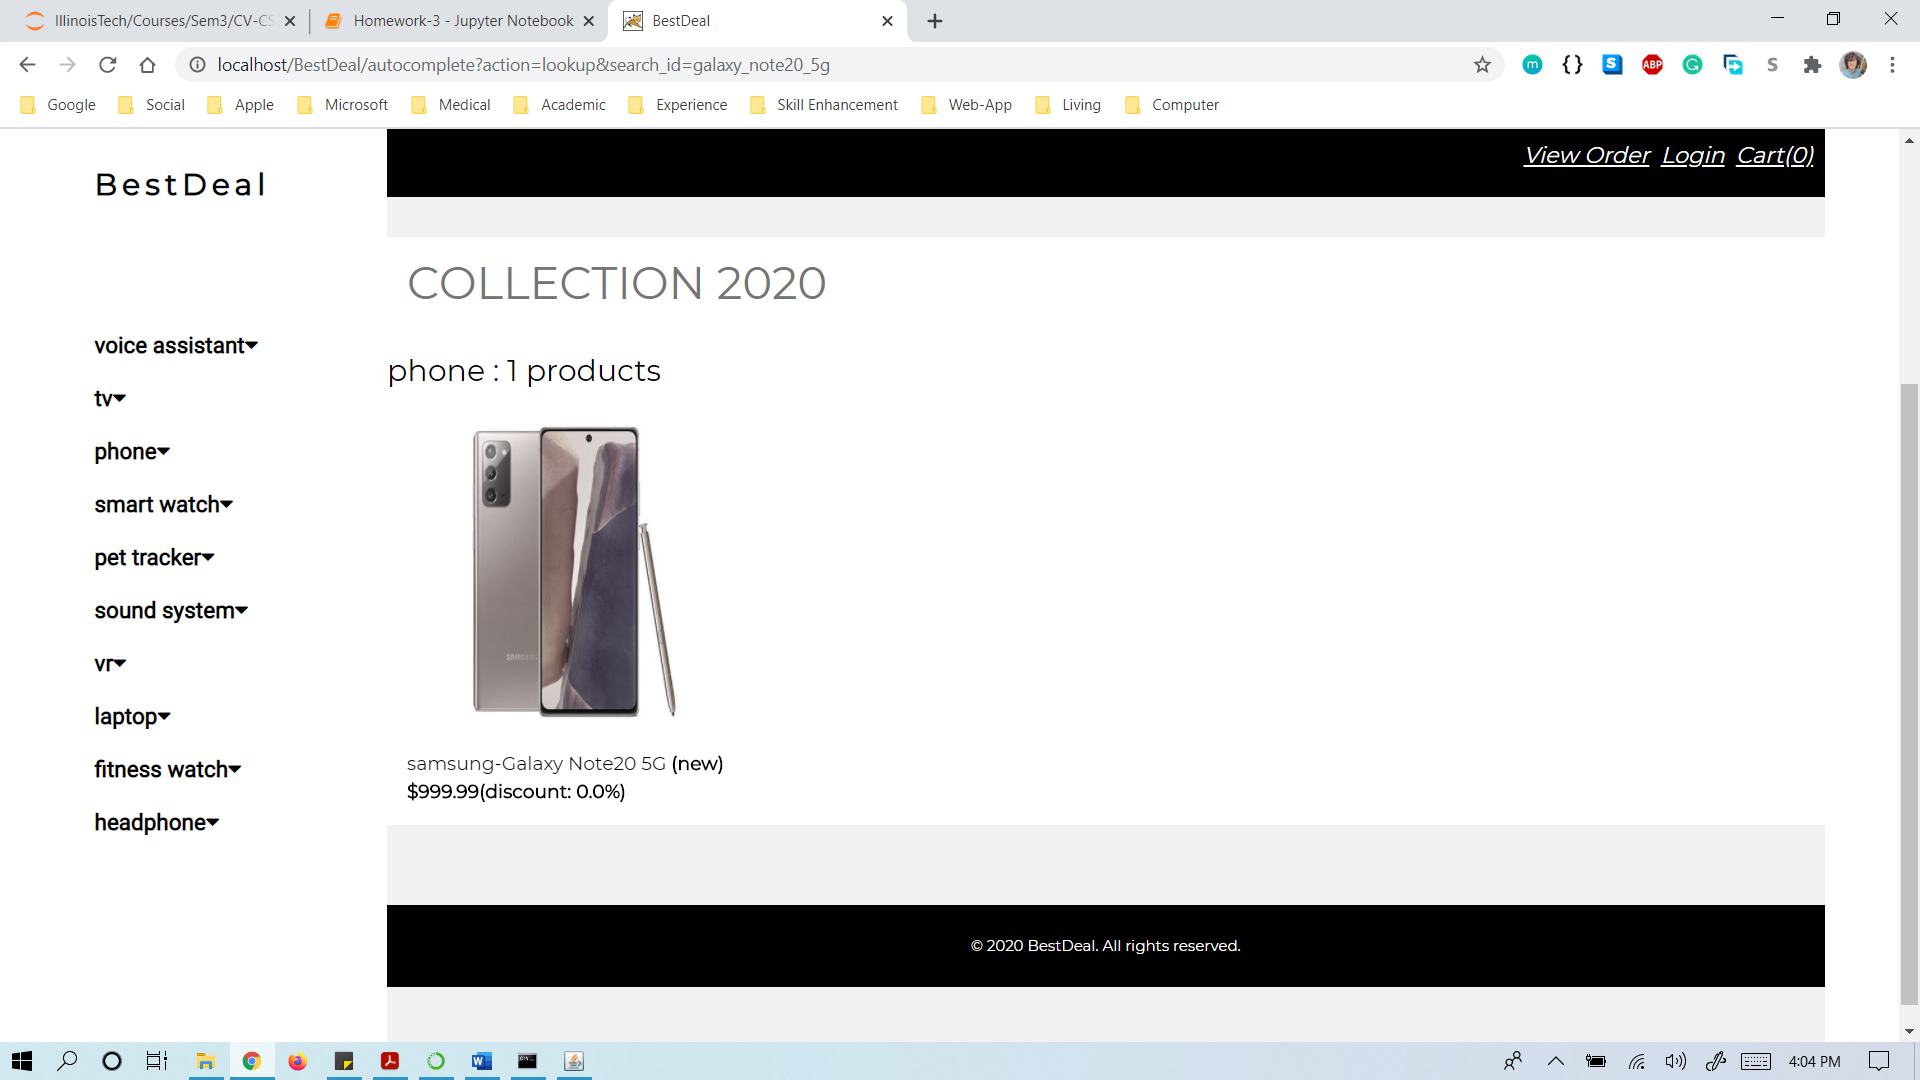 IllinoisTech/Courses/Sem3/CV-CS
Homework-3 - Jupyter Notebook
BestDeal
localhost/BestDeal/autocomplete?action=lookup&search_id=galaxy_note20_5g
m {} S ABP G S
Google Social Apple Microsoft Medical Academic Experience Skill Enhancement Web-App Living Computer
BestDeal
View Order Login Cart(0)
COLLECTION 2020
voice assistant
tv
phone
smart watch
pet tracker
sound system
vr
laptop
fitness watch
headphone
phone : 1 products
SAMSUNG
samsung-Galaxy Note20 5G (new)
$999.99(discount: 0.0%)
© 2020 BestDeal. All rights reserved.
4:04 PM